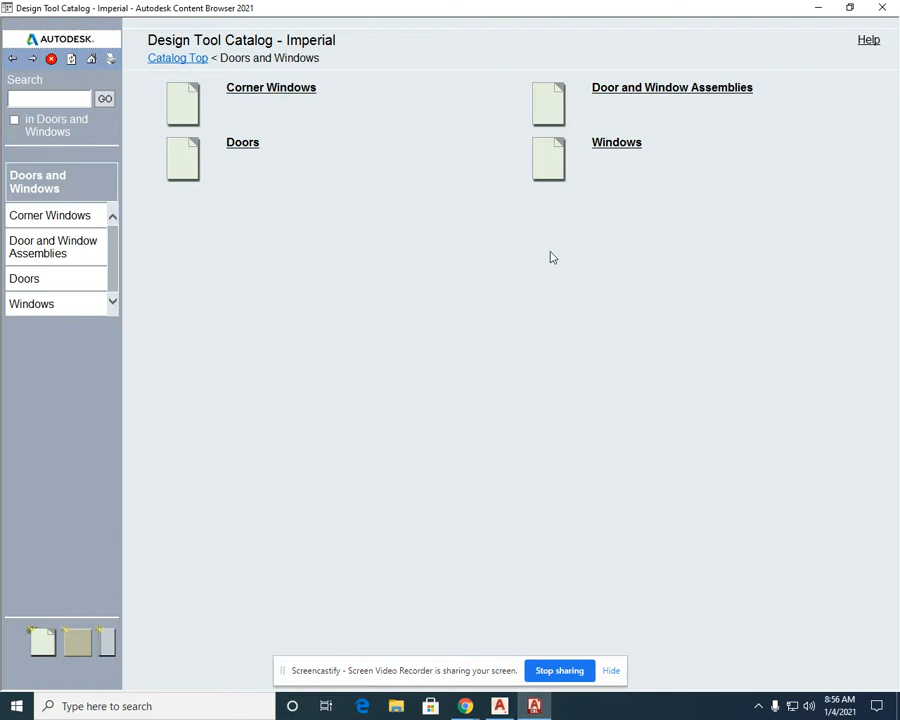 Design Tool Catalog - Imperial - Autodesk Content Browser 2021
AUTODESK.
Design Tool Catalog - Imperial
Help
Catalog Top < Doors and Windows
Search
GO
in Doors and
Windows
Corner Windows
Door and Window Assemblies
Doors
Windows
Doors and
Windows
Corner Windows
Door and Window
Assemblies
Doors
Windows
Screencastify - Screen Video Recorder is sharing your screen.
Stop sharing
Hide
Type here to search
8:56 AM
1/4/2021